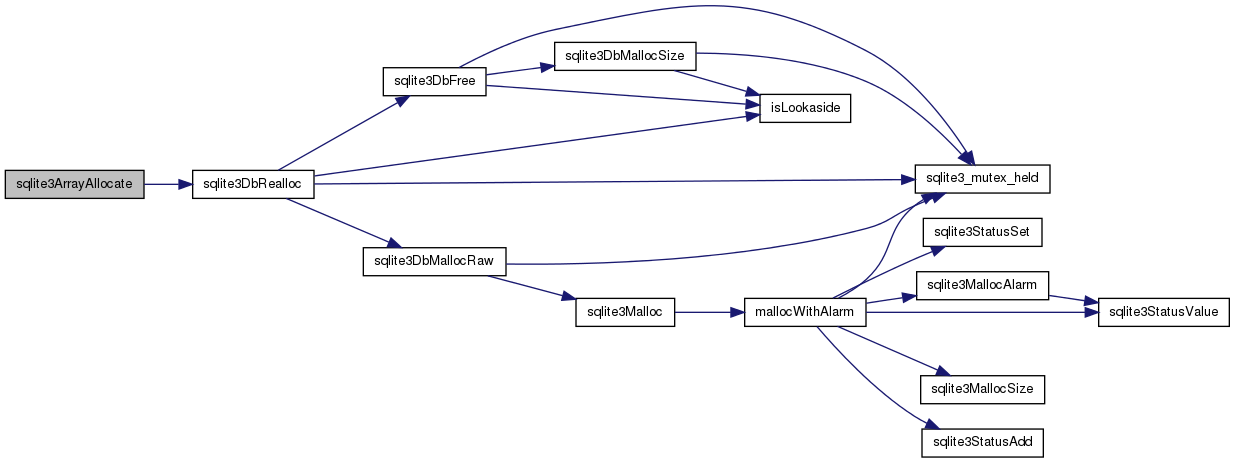 sqlite3ArrayAllocate
sqlite3DbRealloc
sqlite3DbFree
sqlite3DbMallocSize
isLookaside
sqlite3_mutex_held
sqlite3DbMallocRaw
sqlite3Malloc
mallocWithAlarm
sqlite3StatusSet
sqlite3MallocAlarm
sqlite3StatusValue
sqlite3MallocSize
sqlite3StatusAdd